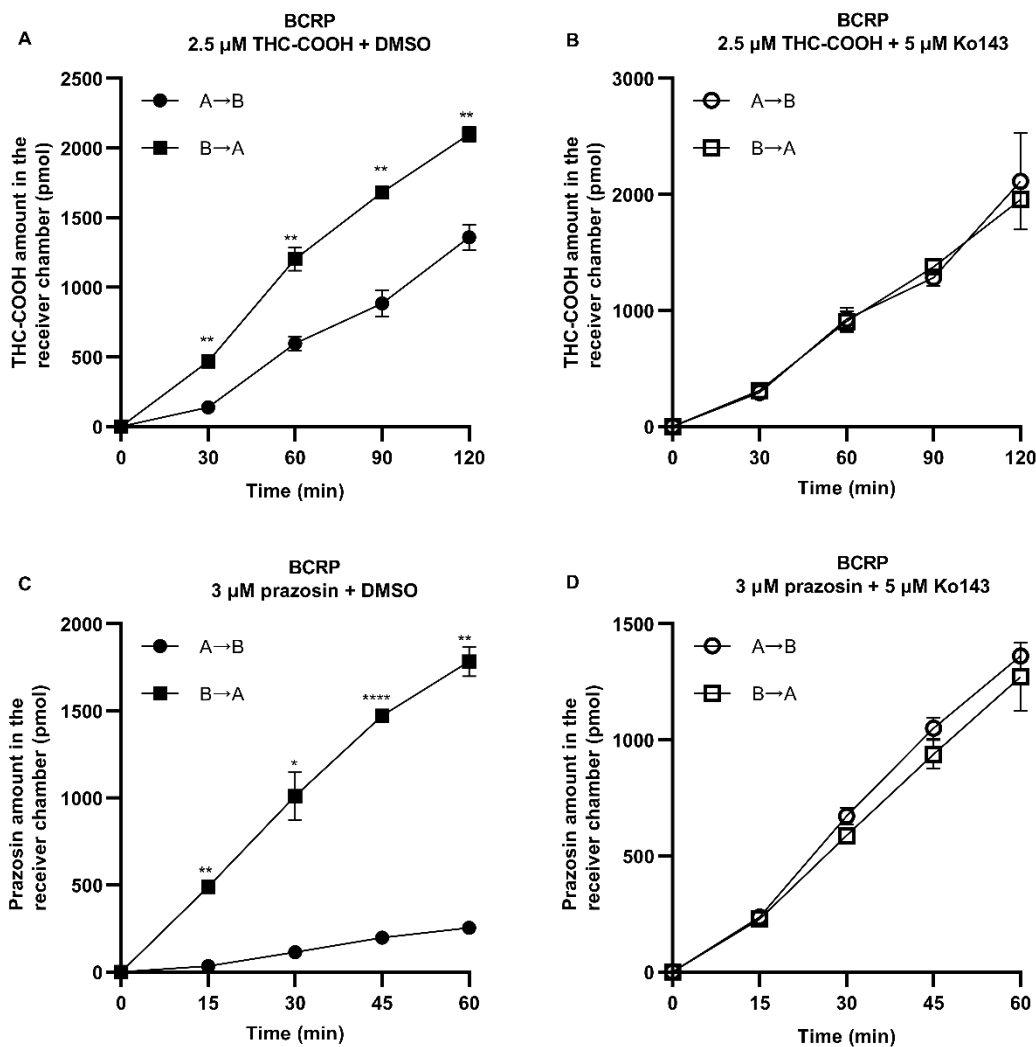 A
BCRP
2.5 µM THC-COOH + DMSO
THC-COOH amount in the
receiver chamber (pmol)
2500
2000
1500
1000
500
0
A→B
B→A
**
**
**
**
0 30 60 90 120
Time (min)
B
BCRP
2.5 µM THC-COOH + 5 µM Ko143
THC-COOH amount in the
receiver chamber (pmol)
3000
2000
1000
0
A→B
B→A
0 30 60 90 120
Time (min)
C
BCRP
3 µM prazosin + DMSO
Prazosin amount in the
receiver chamber (pmol)
2000
1500
1000
500
0
A→B
B→A
**
*
****
**
0 15 30 45 60
Time (min)
D
BCRP
3 µM prazosin + 5 µM Ko143
Prazosin amount in the
receiver chamber (pmol)
1500
1000
500
0
A→B
B→A
0 15 30 45 60
Time (min)